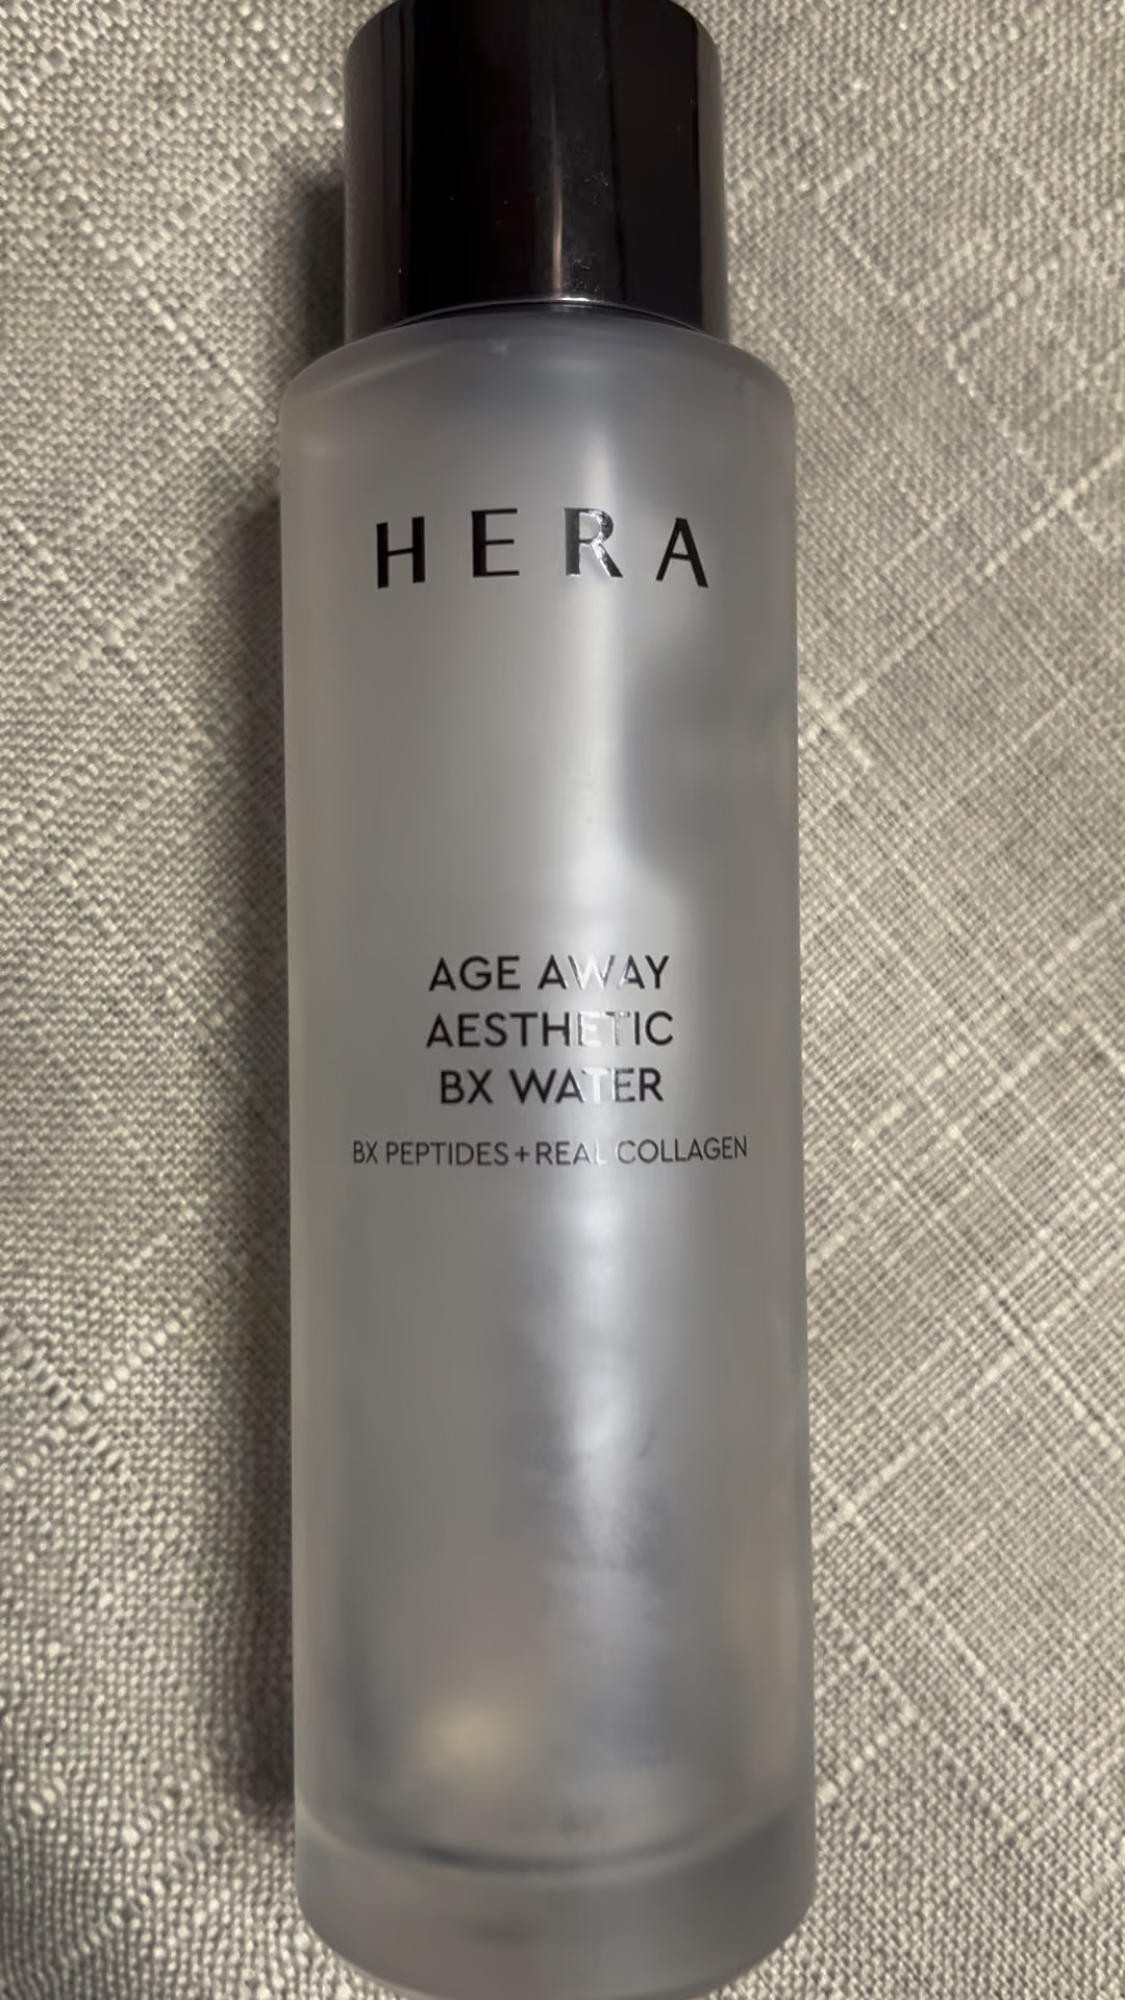 HERA
AGE AWAY
AESTHETIC
BX WATER
BX PEPTIDES+REAL COLLAGEN